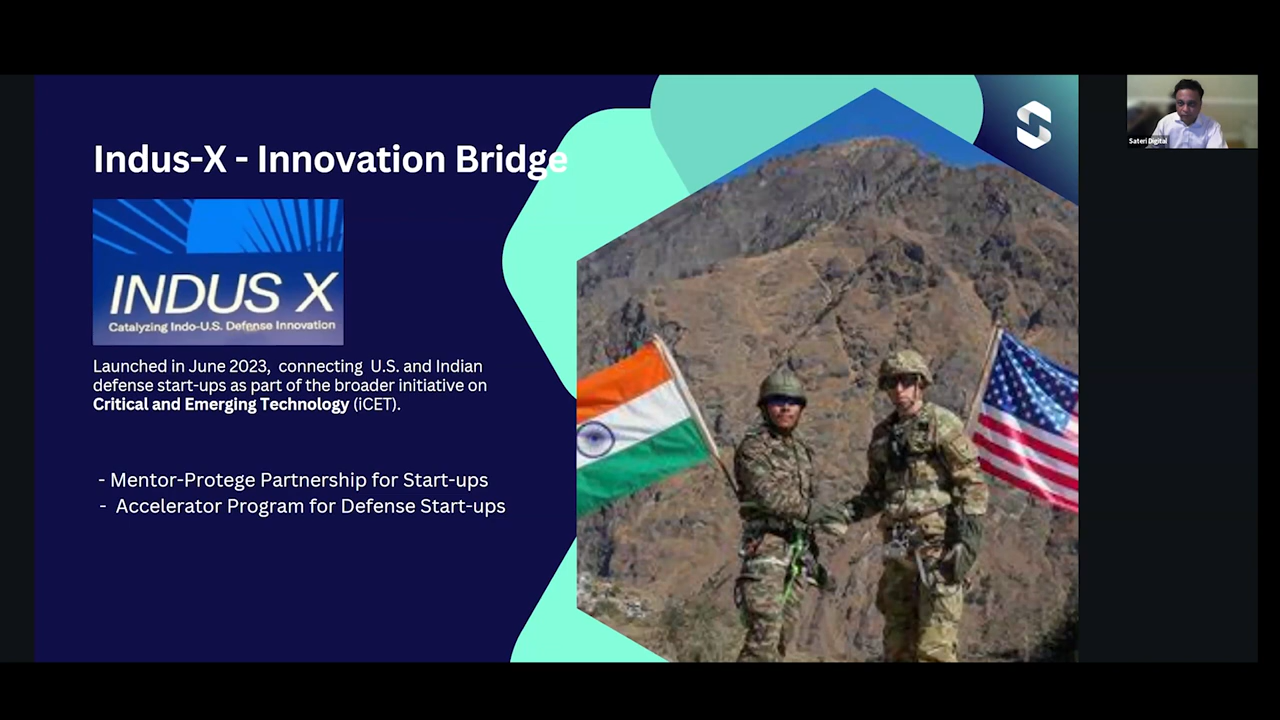 Indus-X - Innovation Bridge
INDUS X
Catalyzing Indo-U.S. Defense Innovation
Launched in June 2023, connecting U.S. and Indian
defense start-ups as part of the broader initiative on
Critical and Emerging Technology (iCET).
- Mentor-Protege Partnership for Start-ups
- Accelerator Program for Defense Start-ups
Sateri Digital